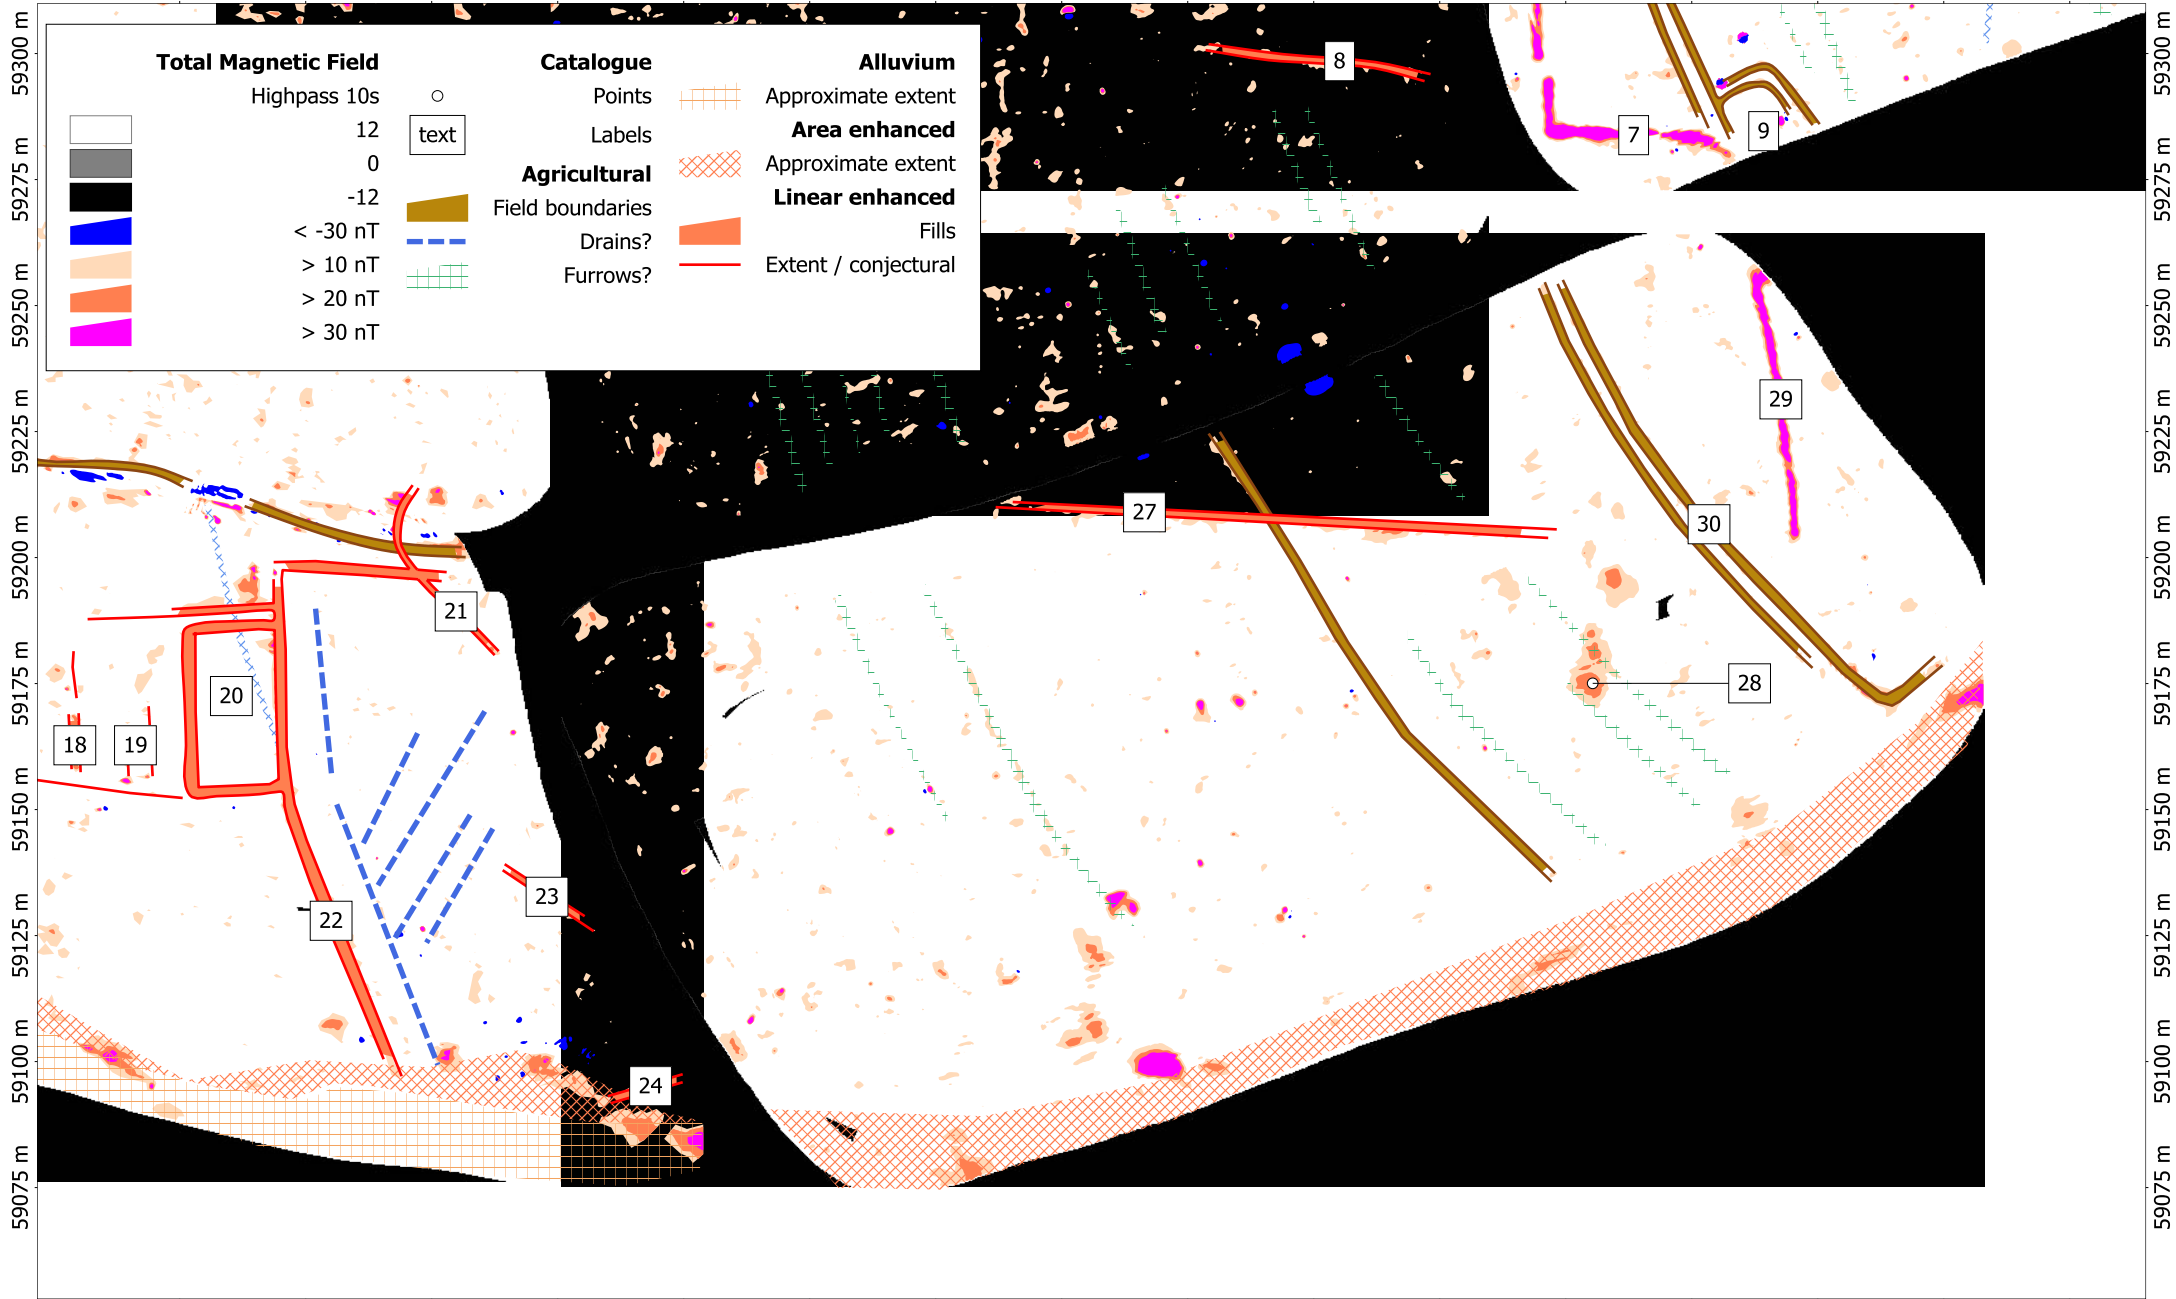 Total Magnetic Field
Highpass 10s
12
0
-12
< -30 nT
> 10 nT
> 20 nT
> 30 nT
Catalogue
Points
text
Labels
Agricultural
Field boundaries
Drains?
Furrows?
Alluvium
Approximate extent
Area enhanced
Approximate extent
Linear enhanced
Fills
Extent / conjectural
59300 m
59275 m
59250 m
59225 m
59200 m
59175 m
59150 m
59125 m
59100 m
59075 m
8
7
9
29
27
30
21
20
28
18
19
23
22
24
59300 m
59275 m
59250 m
59225 m
59200 m
59175 m
59150 m
59125 m
59100 m
59075 m